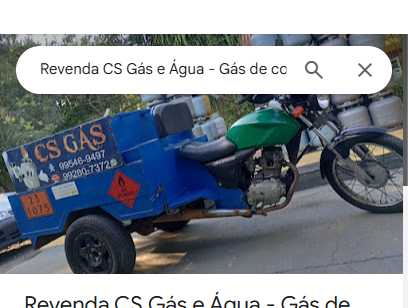 Revenda CS Gás e Água - Gás de co
CS GÁS
99546-9497
99280-7372
23
1075
Revenda CS Gás e Água - Gás de